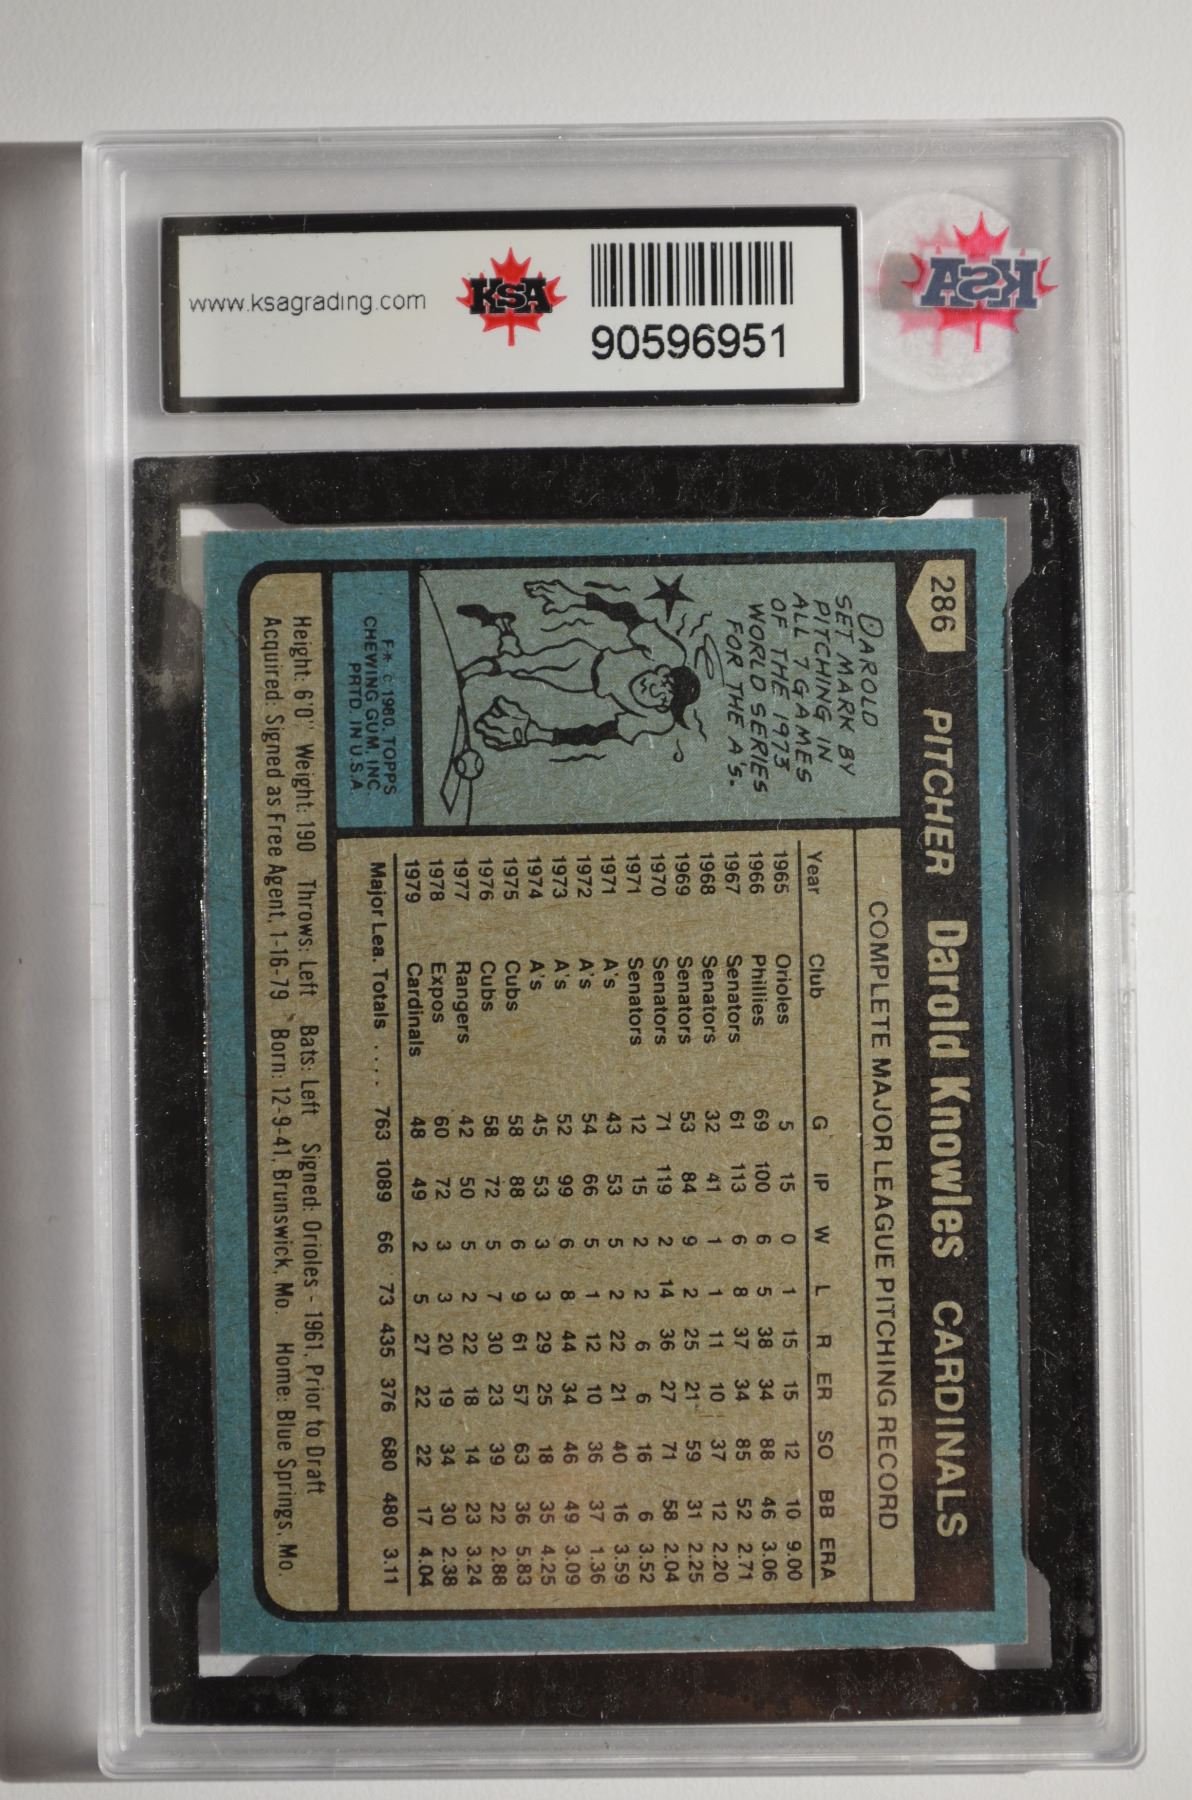 www.ksagrading.com
KSA
90596951
KSA
286 PITCHER Darold Knowles CARDINALS
DAROLD
SET MARK BY
PITCHING IN
ALL 7 GAMES
OF THE 1973
WORLD SERIES
FOR THE A's.
F* © 1980, TOPPS
CHEWING GUM, INC.
PRTD. IN U.S.A.
COMPLETE MAJOR LEAGUE PITCHING RECORD
Year Club G IP W L R ER SO BB ERA
1965 Orioles 5 15 0 1 15 15 12 10 9.00
1966 Phillies 69 100 6 5 38 34 88 46 3.06
1967 Senators 61 113 6 8 37 34 85 52 2.71
1968 Senators 32 41 1 1 11 10 37 12 2.20
1969 Senators 53 84 9 2 25 21 59 31 2.25
1970 Senators 71 119 2 14 36 27 71 58 2.04
1971 Senators 12 15 2 2 6 6 16 6 3.52
1971 A's 43 53 5 2 22 21 40 16 3.59
1972 A's 54 66 5 1 12 10 36 37 1.36
1973 A's 52 99 6 8 44 34 46 49 3.09
1974 A's 45 53 3 3 29 25 18 35 4.25
1975 Cubs 58 88 6 9 61 57 63 36 5.83
1976 Cubs 58 72 5 7 30 23 39 22 2.88
1977 Rangers 42 50 5 2 22 18 14 23 3.24
1978 Expos 60 72 3 3 20 19 34 30 2.38
1979 Cardinals 48 49 2 5 27 22 22 17 4.04
Major Lea. Totals .... 763 1089 66 73 435 376 680 480 3.11
Height: 6'0" Weight: 190 Throws: Left Bats: Left Signed: Orioles - 1961, Prior to Draft
Acquired: Signed as Free Agent, 1-16-79 Born: 12-9-41, Brunswick, Mo. Home: Blue Springs, Mo.